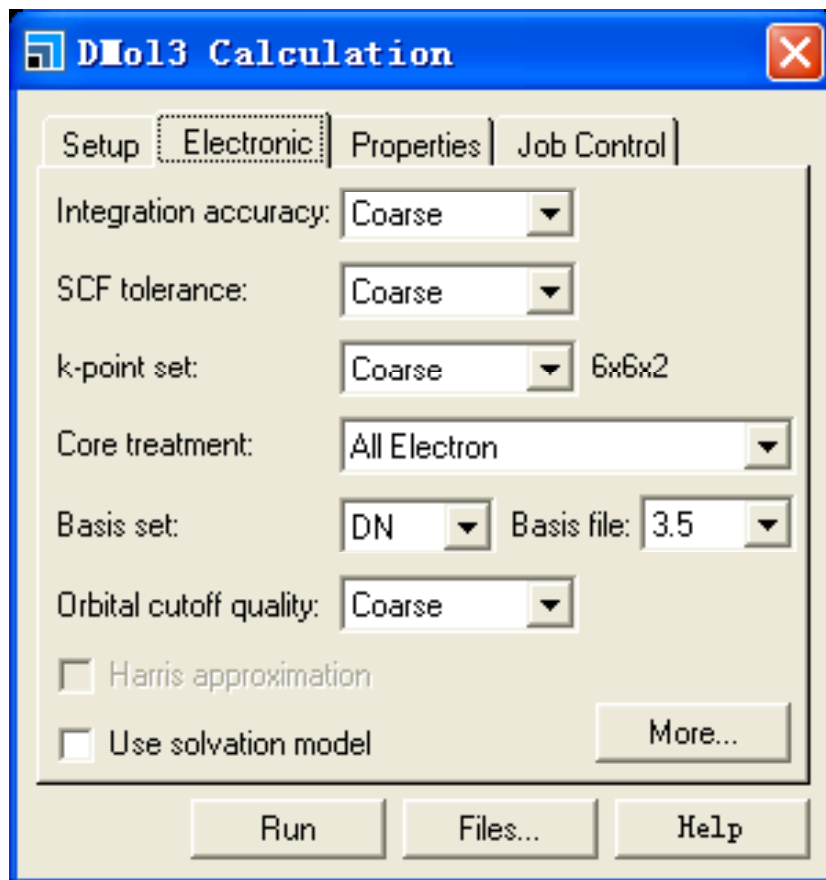 DMol3 Calculation
Setup Electronic Properties Job Control
Integration accuracy: Coarse
SCF tolerance: Coarse
k-point set: Coarse 6x6x2
Core treatment: All Electron
Basis set: DN Basis file: 3.5
Orbital cutoff quality: Coarse
Harris approximation
Use solvation model More...
Run Files... Help